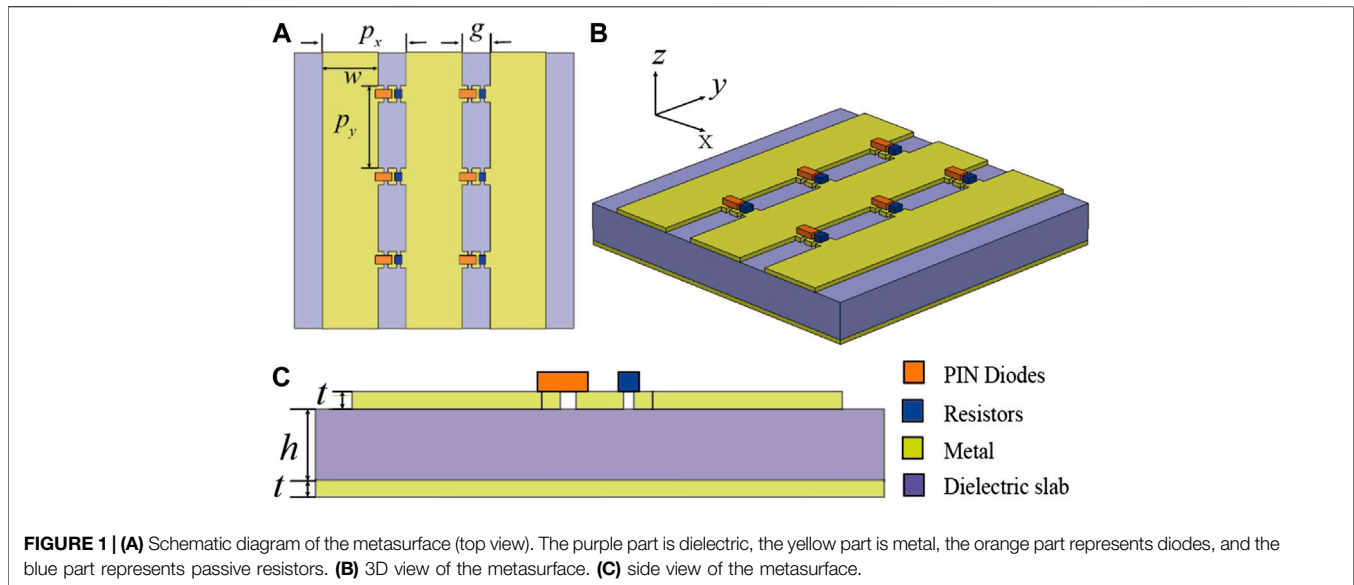 A
p_x
g
w
p_y
B
z
y
x
C
t
h
t
PIN Diodes
Resistors
Metal
Dielectric slab
FIGURE 1 | (A) Schematic diagram of the metasurface (top view). The purple part is dielectric, the yellow part is metal, the orange part represents diodes, and the
blue part represents passive resistors. (B) 3D view of the metasurface. (C) side view of the metasurface.